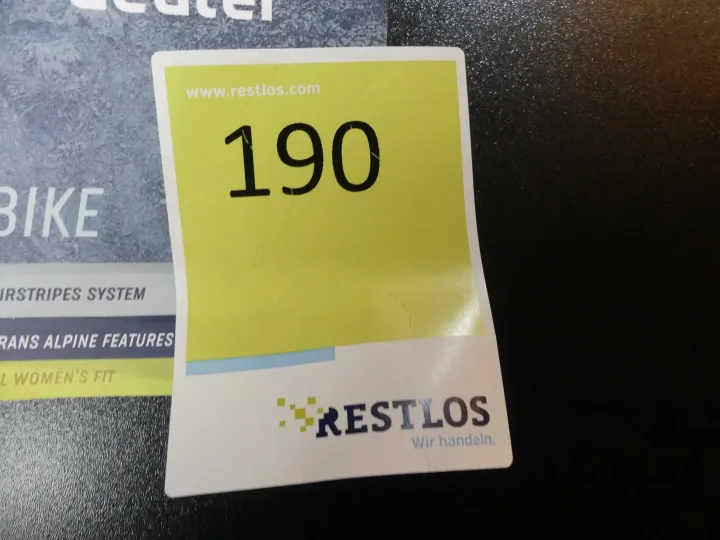 www.restlos.com
190
BIKE
IRSTRIPES SYSTEM
RANS ALPINE FEATURES
L WOMEN'S FIT
RESTLOS
Wir handeln.